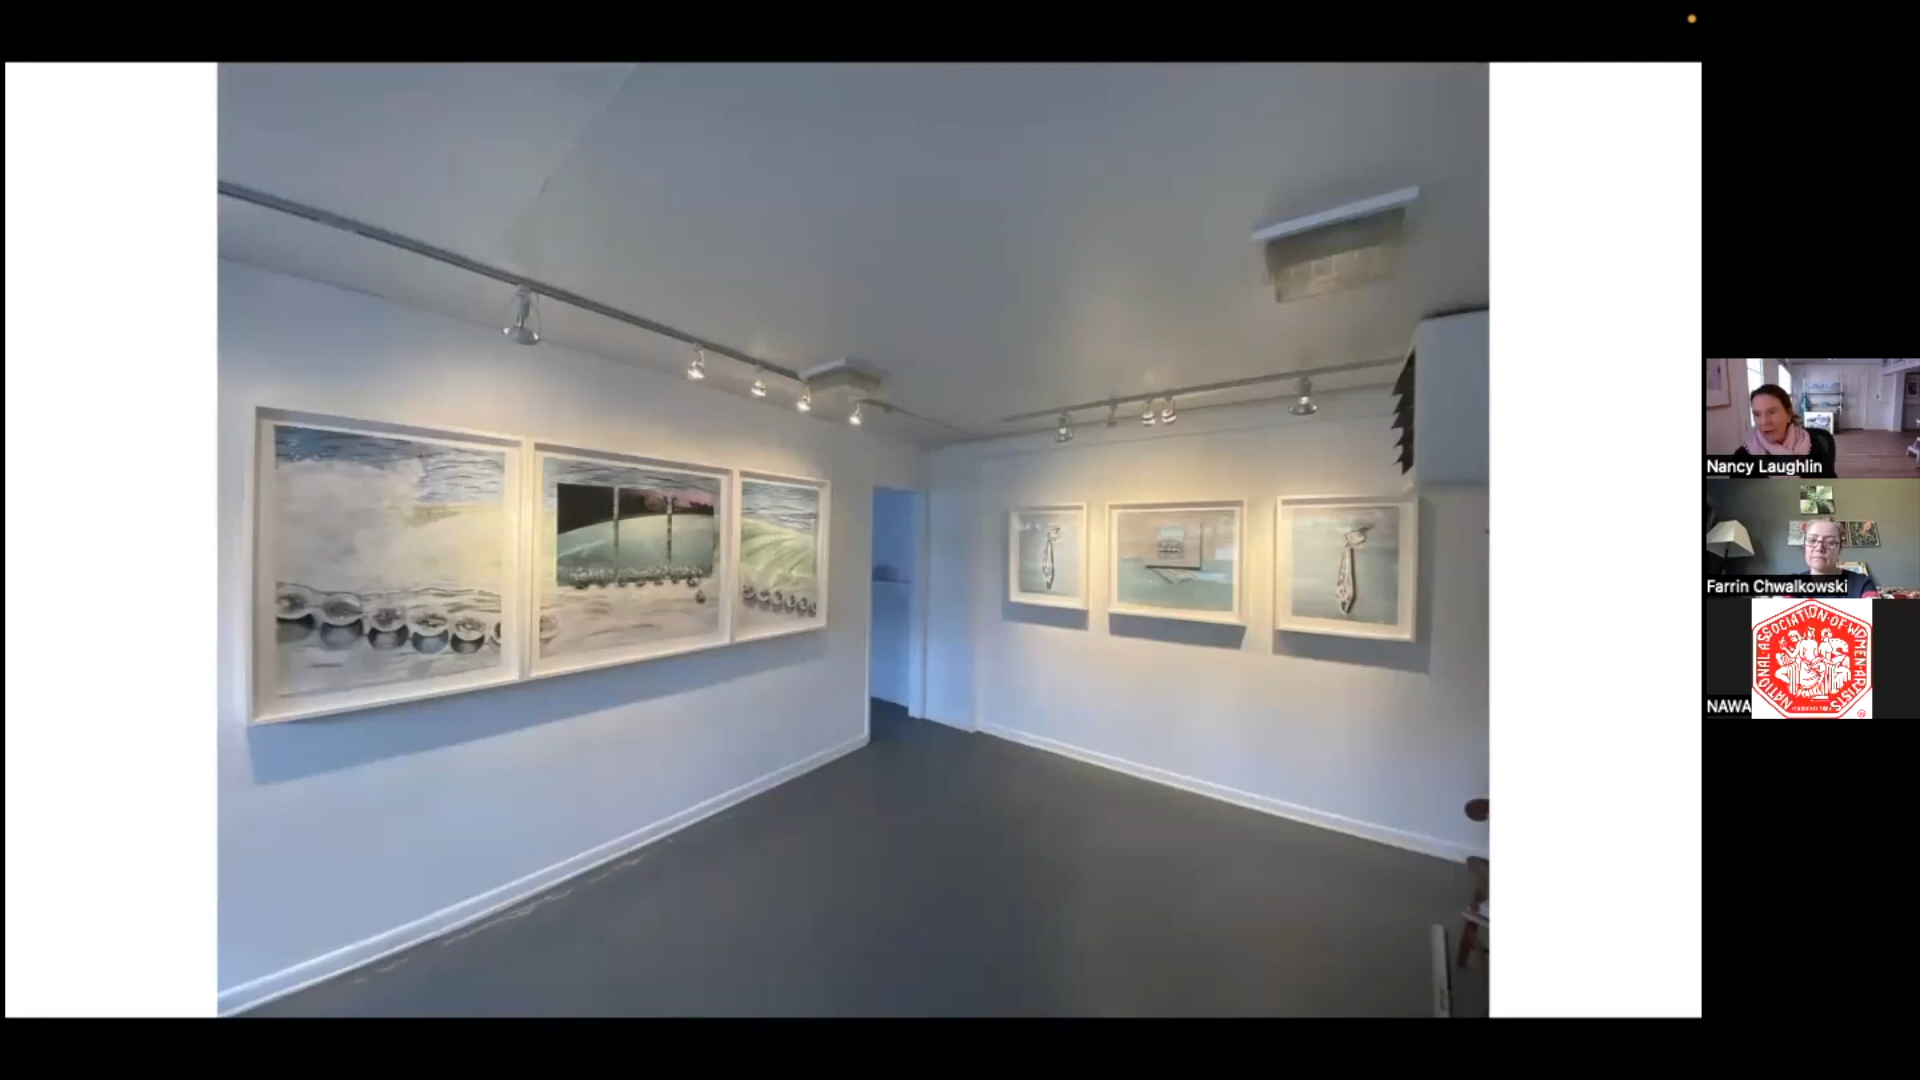 Nancy Laughlin
Farrin Chwalkowski
NATIONAL·ASSOCIATION·OF·WOMEN·ARTISTS
®
NAWA